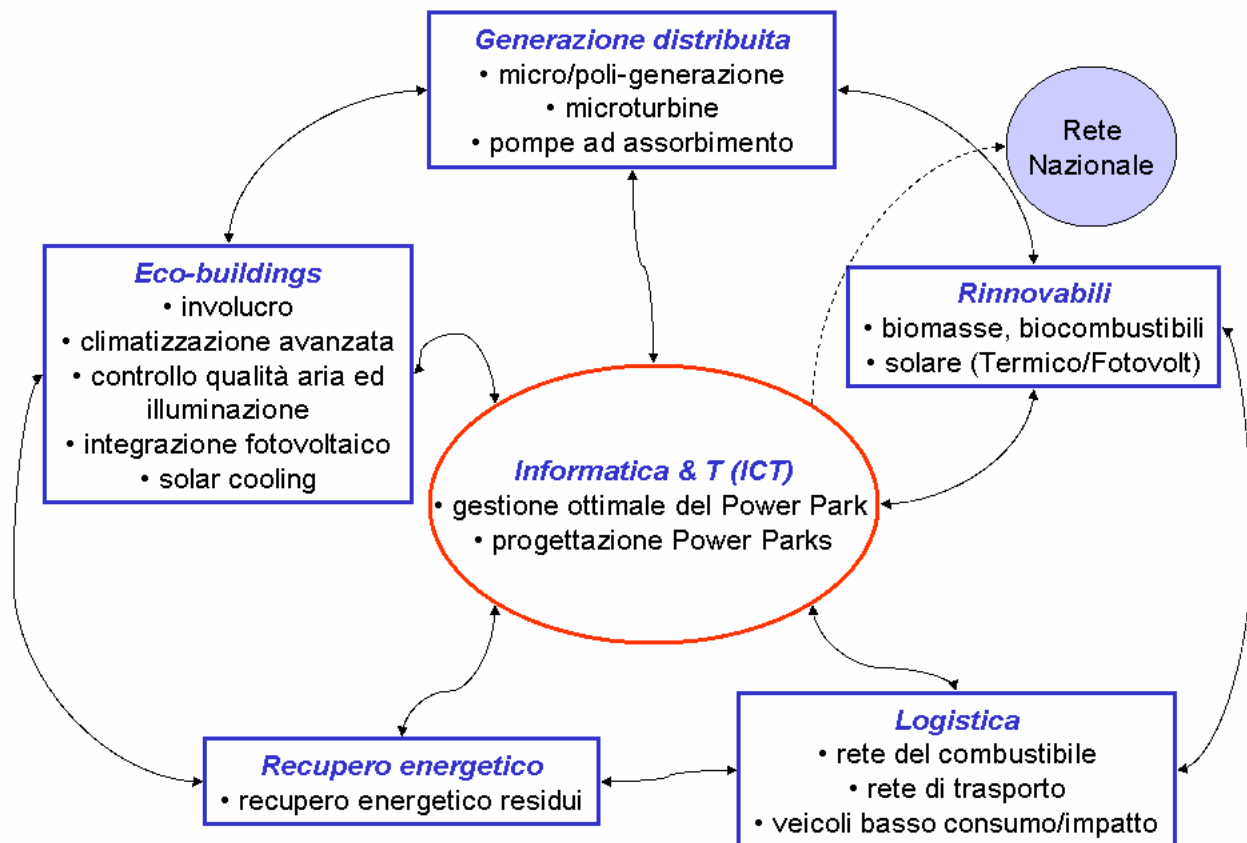 Generazione distribuita
• micro/poli-generazione
• microturbine
• pompe ad assorbimento
Rete
Nazionale
Eco-buildings
• involucro
• climatizzazione avanzata
• controllo qualità aria ed
illuminazione
• integrazione fotovoltaico
• solar cooling
Rinnovabili
• biomasse, biocombustibili
• solare (Termico/Fotovolt)
Informatica & T (ICT)
• gestione ottimale del Power Park
• progettazione Power Parks
Recupero energetico
• recupero energetico residui
Logistica
• rete del combustibile
• rete di trasporto
• veicoli basso consumo/impatto